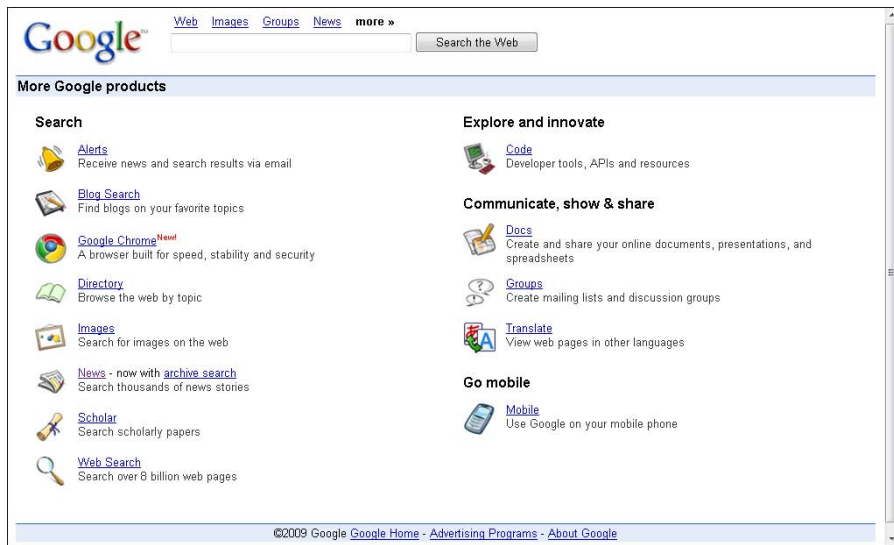 Google™
Web Images Groups News more »
Search the Web
More Google products
Search
Alerts
Receive news and search results via email
Blog Search
Find blogs on your favorite topics
Google Chrome New!
A browser built for speed, stability and security
Directory
Browse the web by topic
Images
Search for images on the web
News - now with archive search
Search thousands of news stories
Scholar
Search scholarly papers
Web Search
Search over 8 billion web pages
Explore and innovate
Code
Developer tools, APIs and resources
Communicate, show & share
Docs
Create and share your online documents, presentations, and
spreadsheets
Groups
Create mailing lists and discussion groups
Translate
View web pages in other languages
Go mobile
Mobile
Use Google on your mobile phone
©2009 Google Google Home - Advertising Programs - About Google